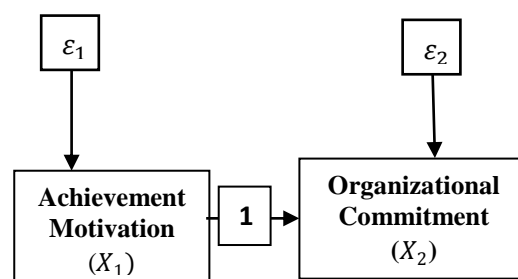 ε₁
ε₂
Achievement
Motivation
(X₁)
1
Organizational
Commitment
(X₂)